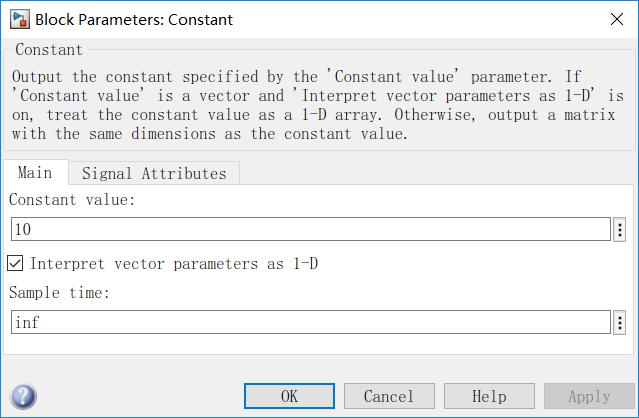 Block Parameters: Constant
Constant
Output the constant specified by the 'Constant value' parameter. If
'Constant value' is a vector and 'Interpret vector parameters as 1-D' is
on, treat the constant value as a 1-D array. Otherwise, output a matrix
with the same dimensions as the constant value.
Main Signal Attributes
Constant value:
10
Interpret vector parameters as 1-D
Sample time:
inf
OK Cancel Help Apply